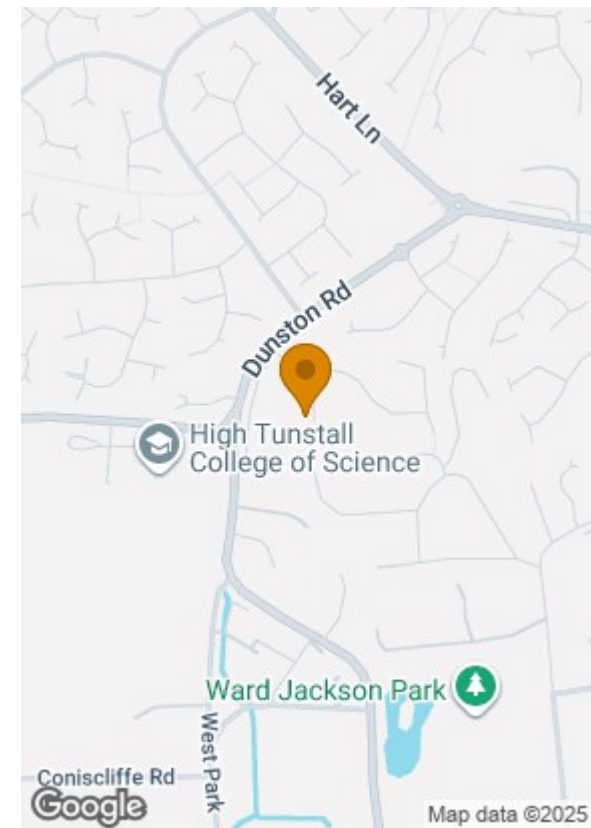 Hart Ln
Dunston Rd
High Tunstall
College of Science
Ward Jackson Park
West Park
Coniscliffe Rd
Google
Map data ©2025